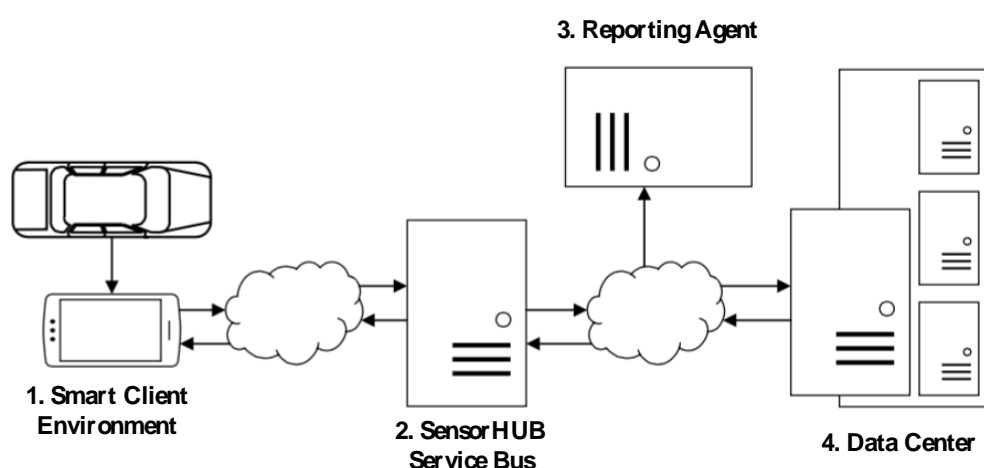 3. Reporting Agent
1. Smart Client
Environment
2. SensorHUB
Service Bus
4. Data Center